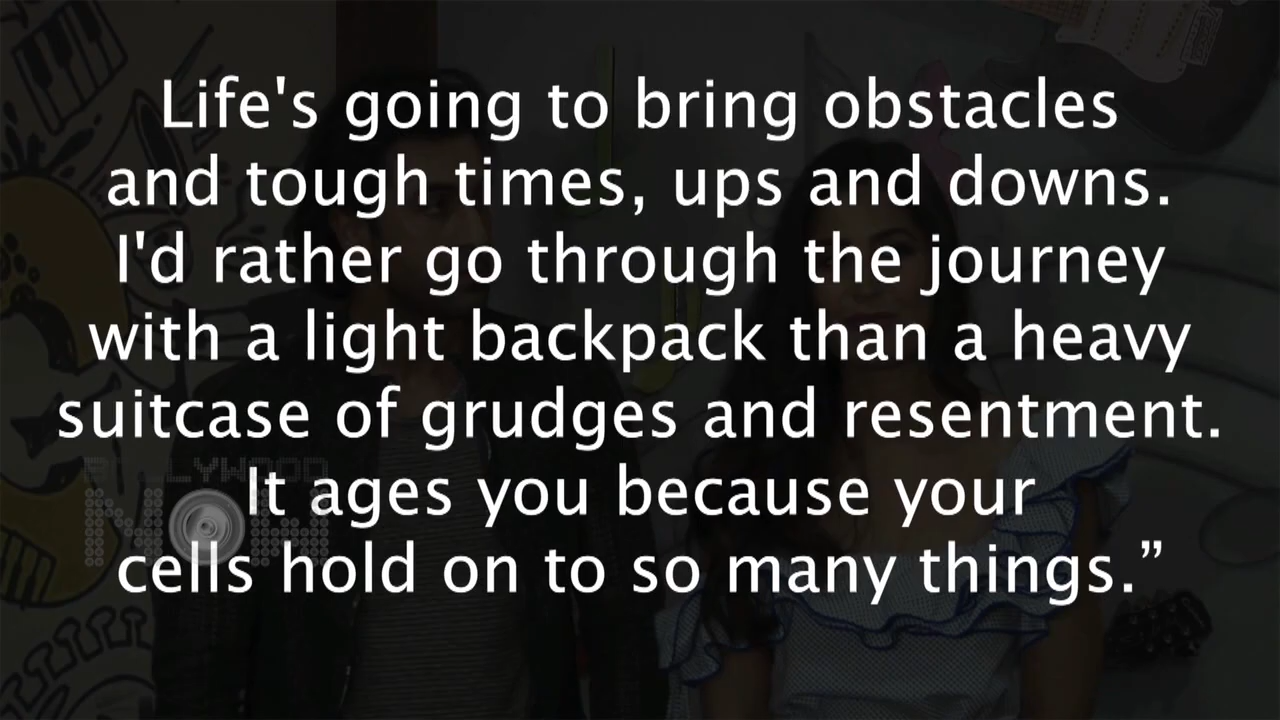 Life's going to bring obstacles
and tough times, ups and downs.
I'd rather go through the journey
with a light backpack than a heavy
suitcase of grudges and resentment.
BOLLYWOOD
NOW
It ages you because your
cells hold on to so many things.”